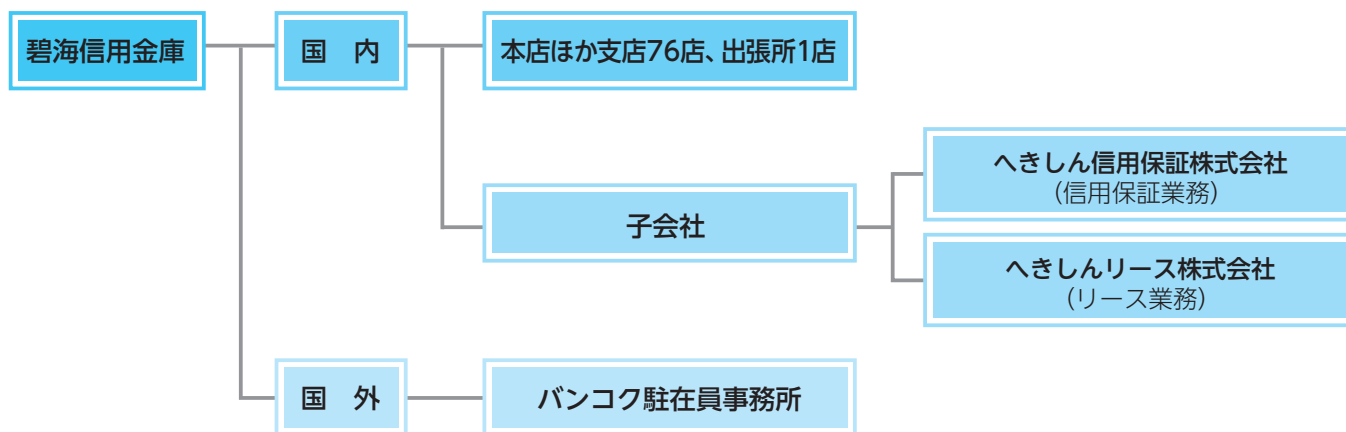 碧海信用金庫
国　内
本店ほか支店76店、出張所1店
子会社
へきしん信用保証株式会社
(信用保証業務)
へきしんリース株式会社
(リース業務)
国　外
バンコク駐在員事務所